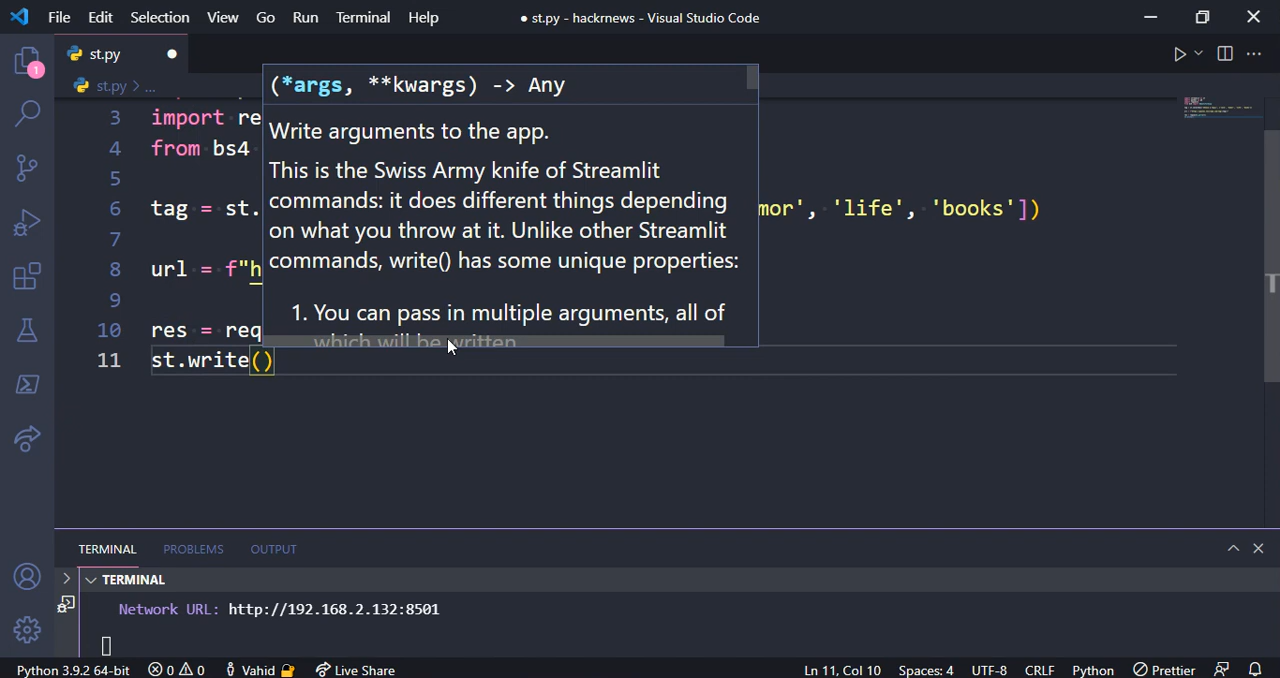 File Edit Selection View Go Run Terminal Help ● st.py - hackrnews - Visual Studio Code
st.py ●
st.py > ...
1
(*args, **kwargs) -> Any
Write arguments to the app.
This is the Swiss Army knife of Streamlit
commands: it does different things depending
on what you throw at it. Unlike other Streamlit
commands, write() has some unique properties:
1. You can pass in multiple arguments, all of
which will be written.
3 import re
4 from bs4
5
6 tag = st. mor', 'life', 'books'])
7
8 url = f"h
9
10 res = req
11 st.write()
TERMINAL PROBLEMS OUTPUT
TERMINAL
Network URL: http://192.168.2.132:8501
Python 3.9.2 64-bit 0 0 Vahid Live Share Ln 11, Col 10 Spaces: 4 UTF-8 CRLF Python Prettier